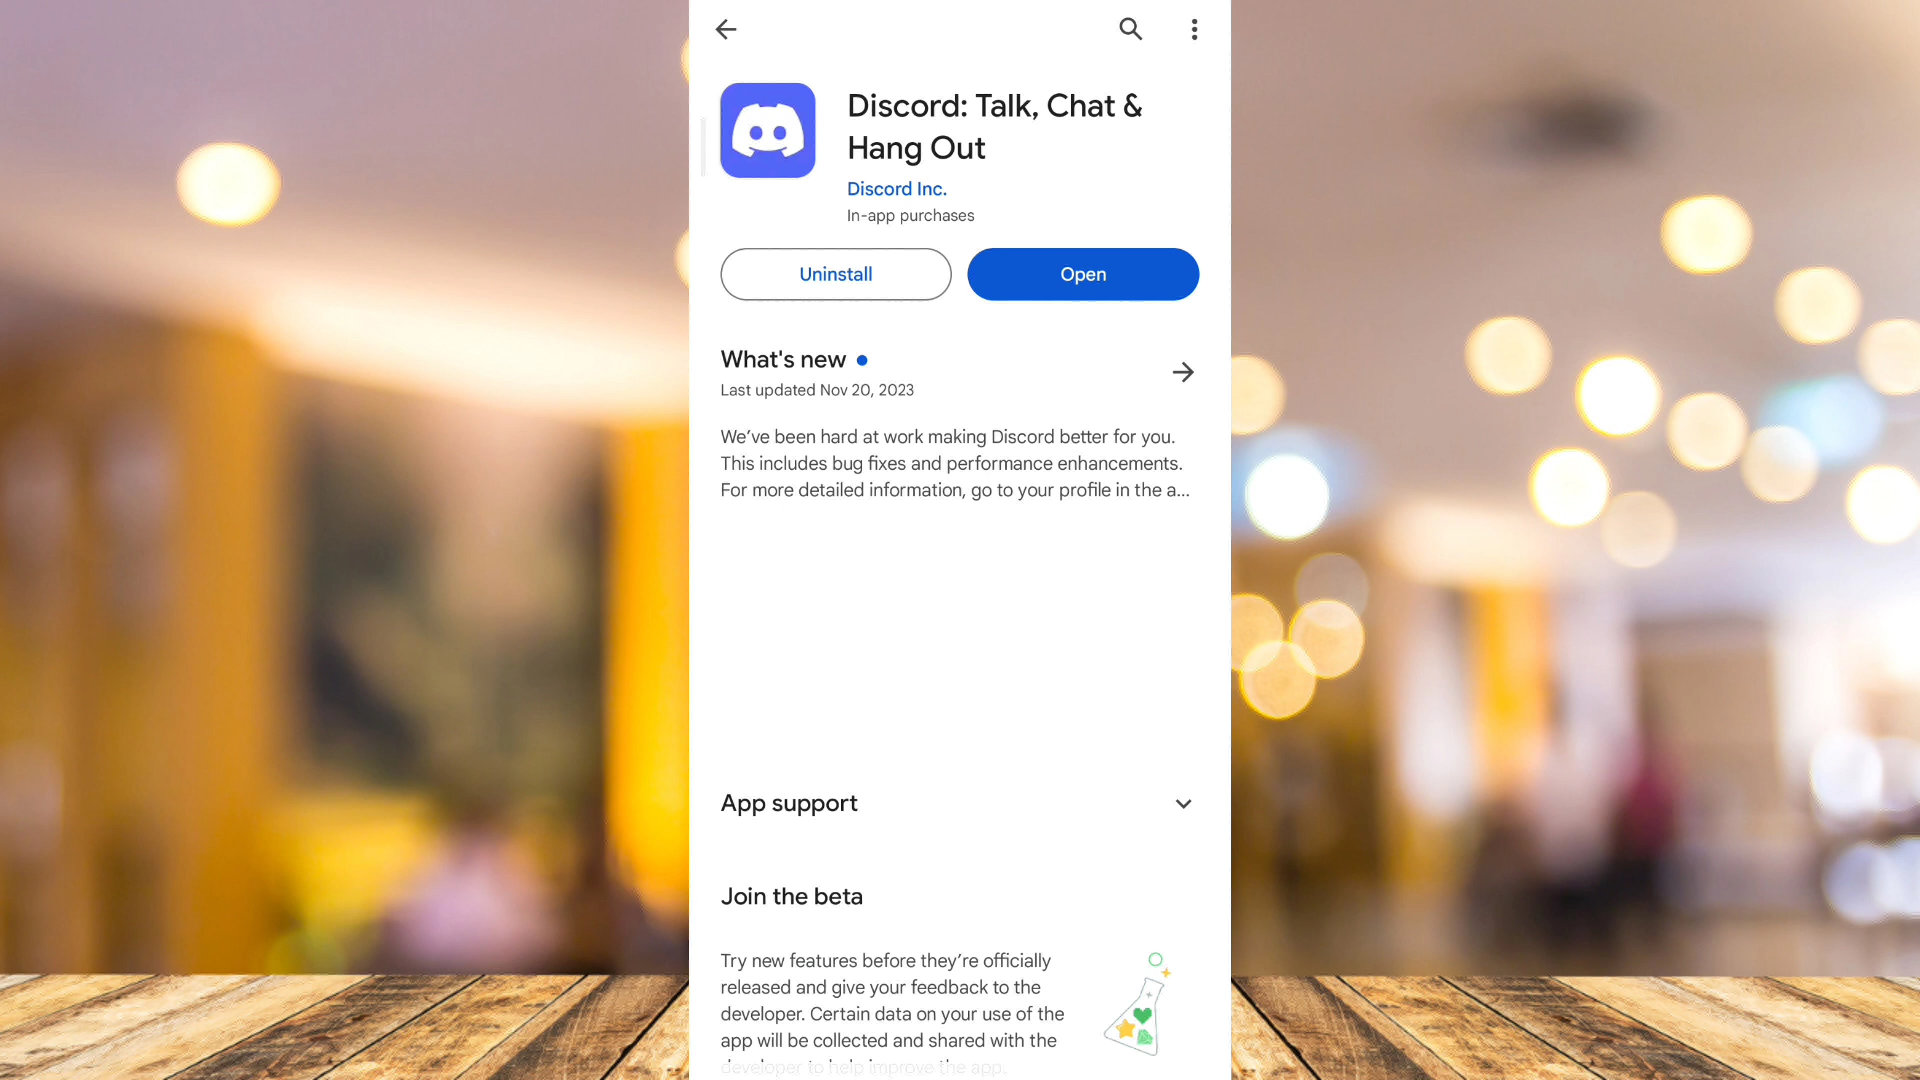 Discord: Talk, Chat &
Hang Out
Discord Inc.
In-app purchases
Uninstall
Open
What's new
Last updated Nov 20, 2023
We’ve been hard at work making Discord better for you.
This includes bug fixes and performance enhancements.
For more detailed information, go to your profile in the a...
App support
Join the beta
Try new features before they’re officially
released and give your feedback to the
developer. Certain data on your use of the
app will be collected and shared with the
developer to help improve the app.